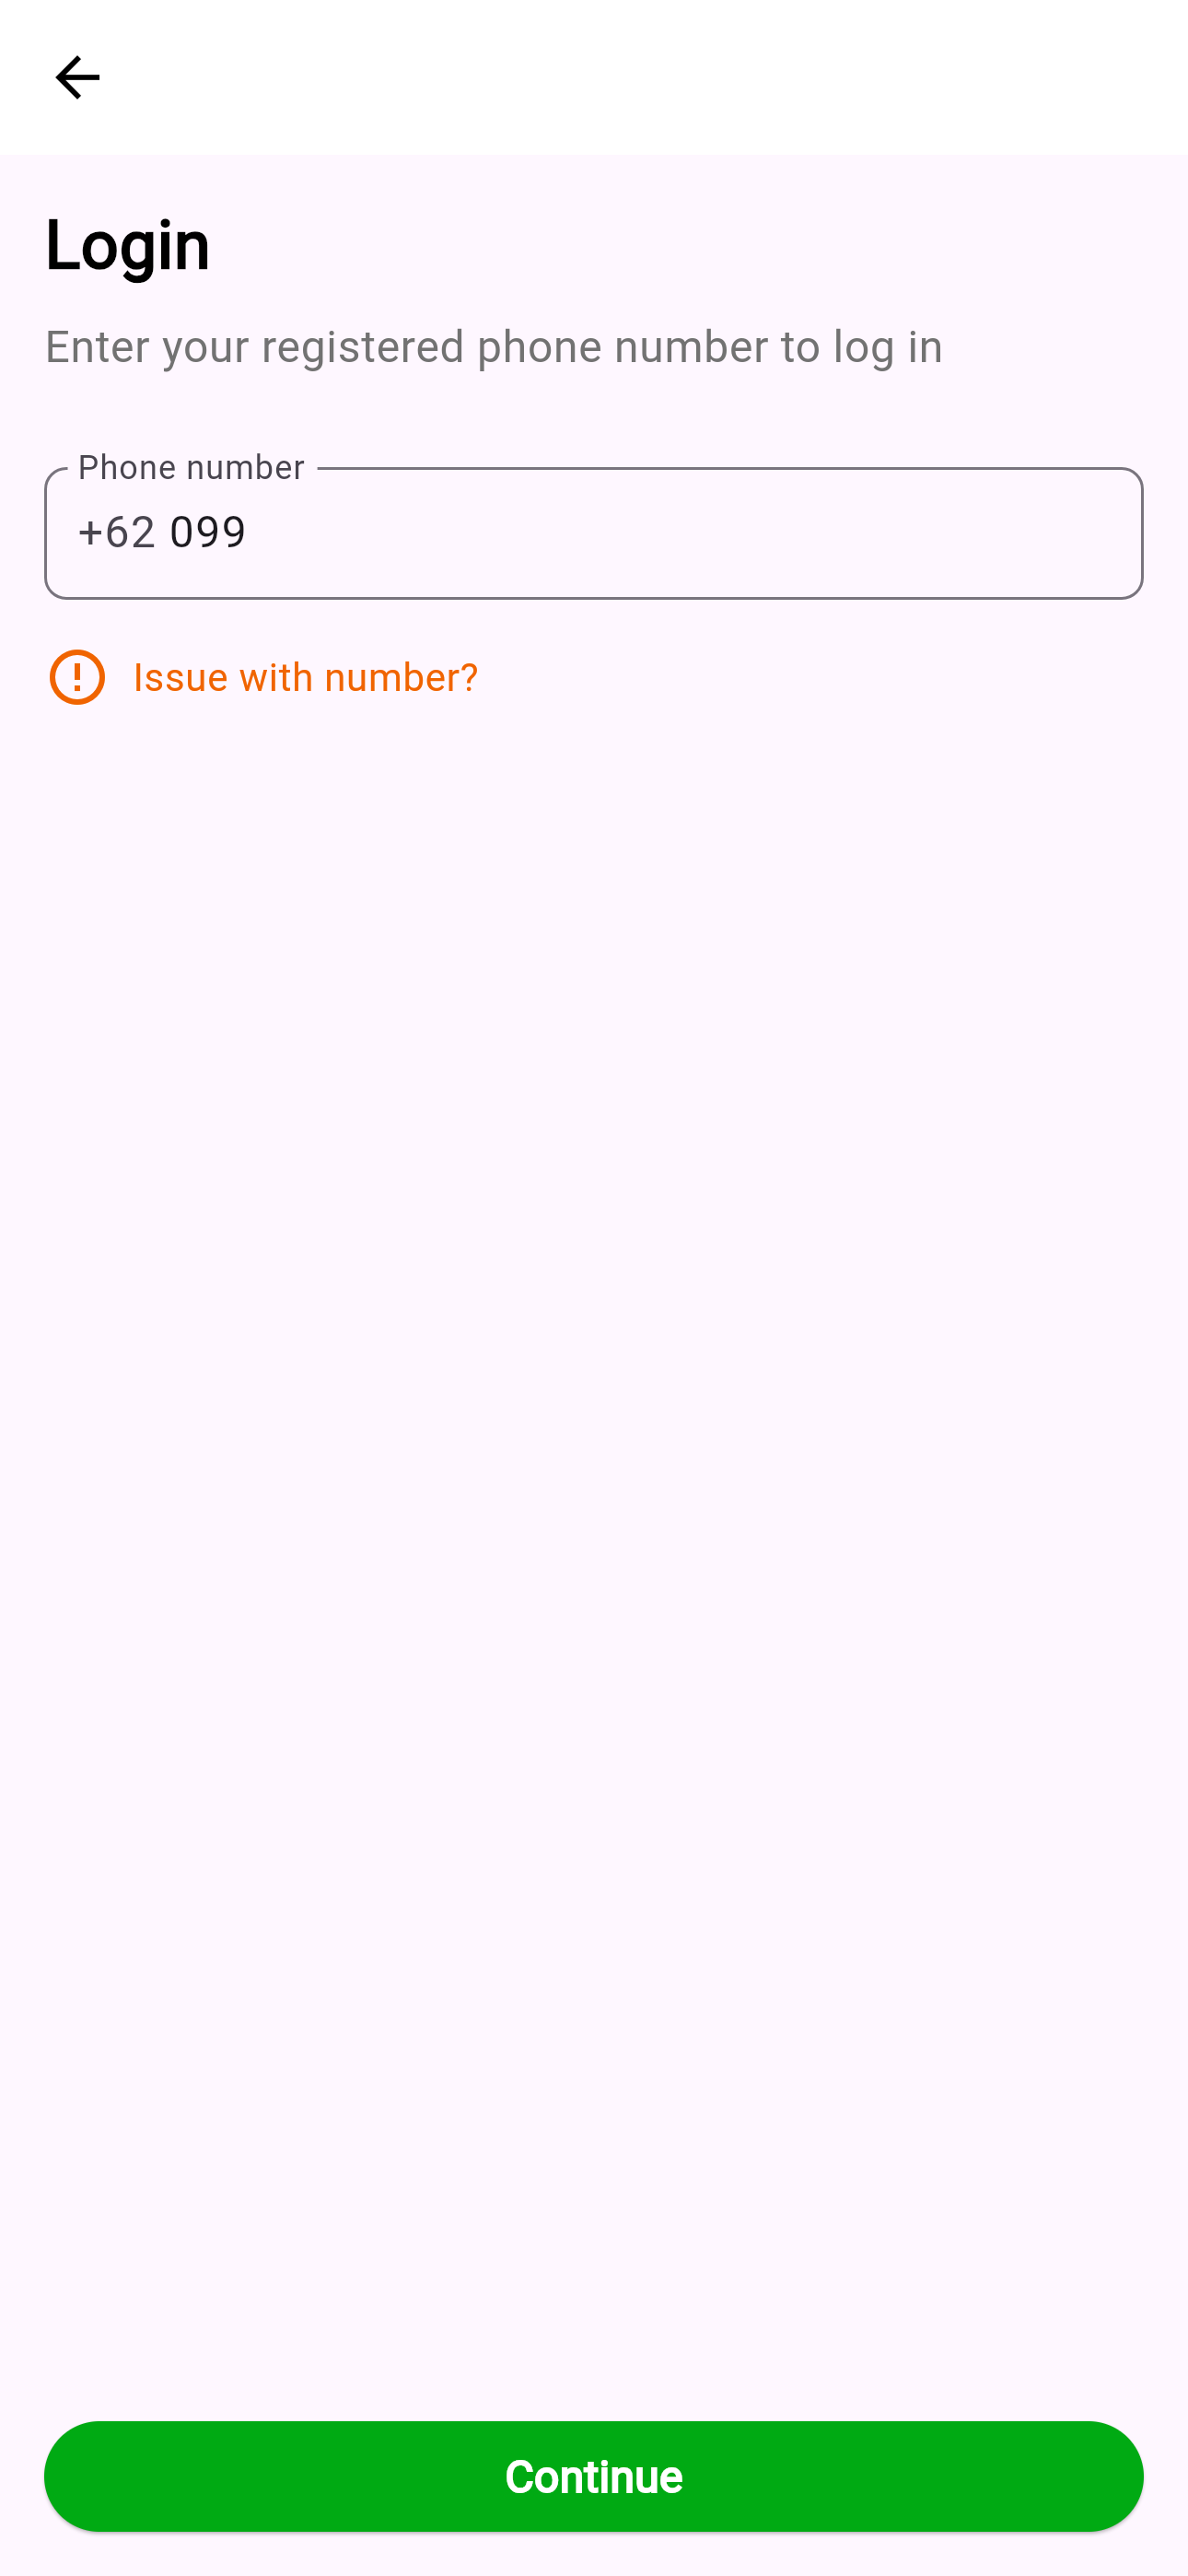 Login
Enter your registered phone number to log in
Phone number
+62 099
Issue with number?
Continue